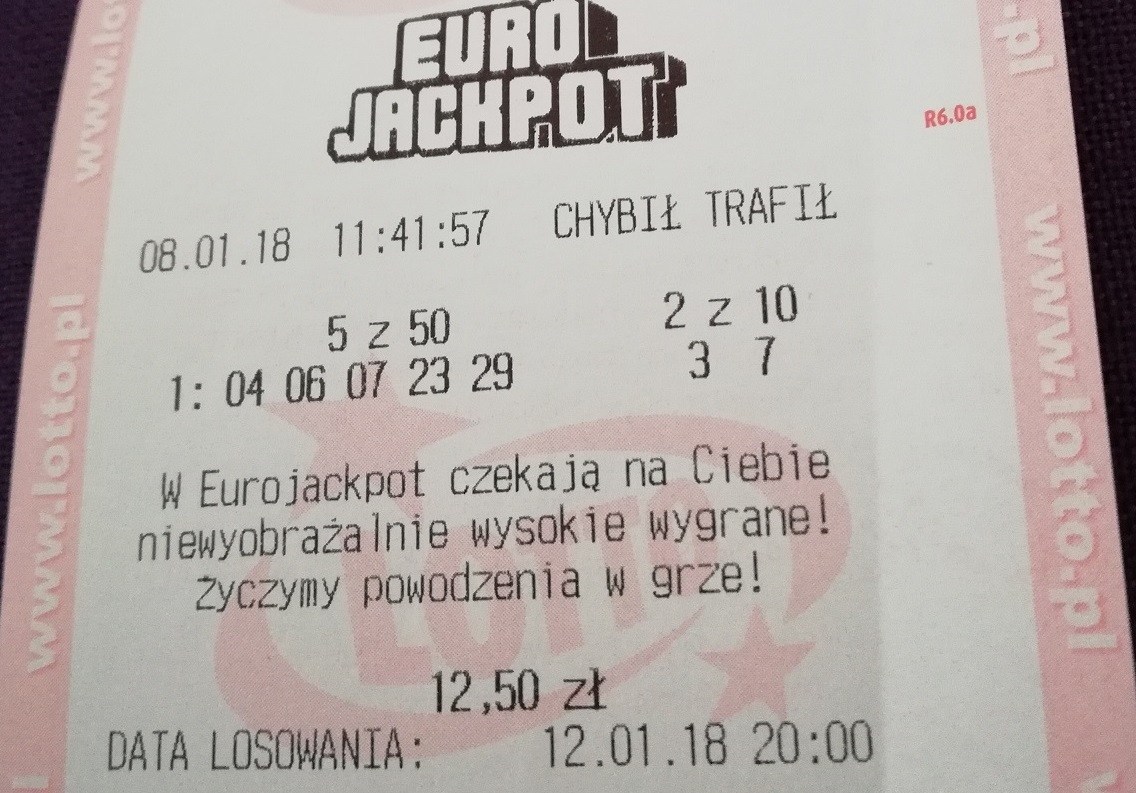 EURO
JACKPOT
R6.0a
08.01.18 11:41:57 CHYBIŁ TRAFIŁ
5 z 50 2 z 10
1: 04 06 07 23 29 3 7
W Eurojackpot czekają na Ciebie
niewyobrażalnie wysokie wygrane!
Życzymy powodzenia w grze!
LOTTO
12,50 zł
DATA LOSOWANIA: 12.01.18 20:00
www.lo
www.lotto.pl
.pl
www.lotto.pl